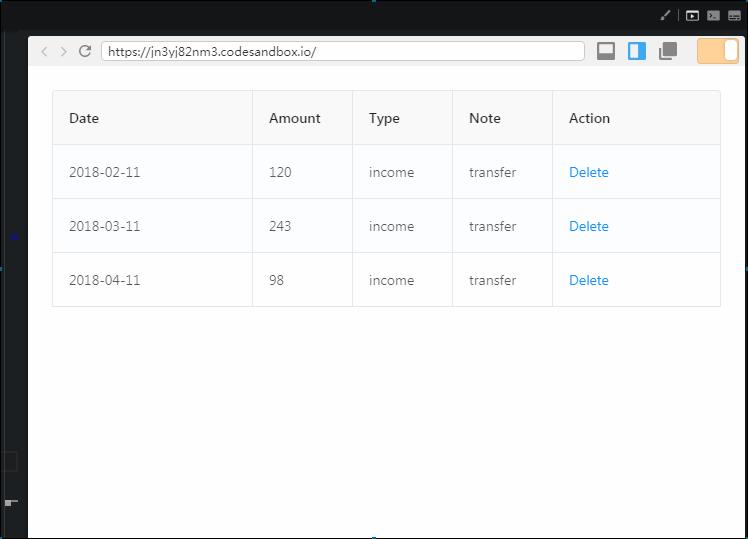 https://jn3yj82nm3.codesandbox.io/
Date Amount Type Note Action
2018-02-11 120 income transfer Delete
2018-03-11 243 income transfer Delete
2018-04-11 98 income transfer Delete